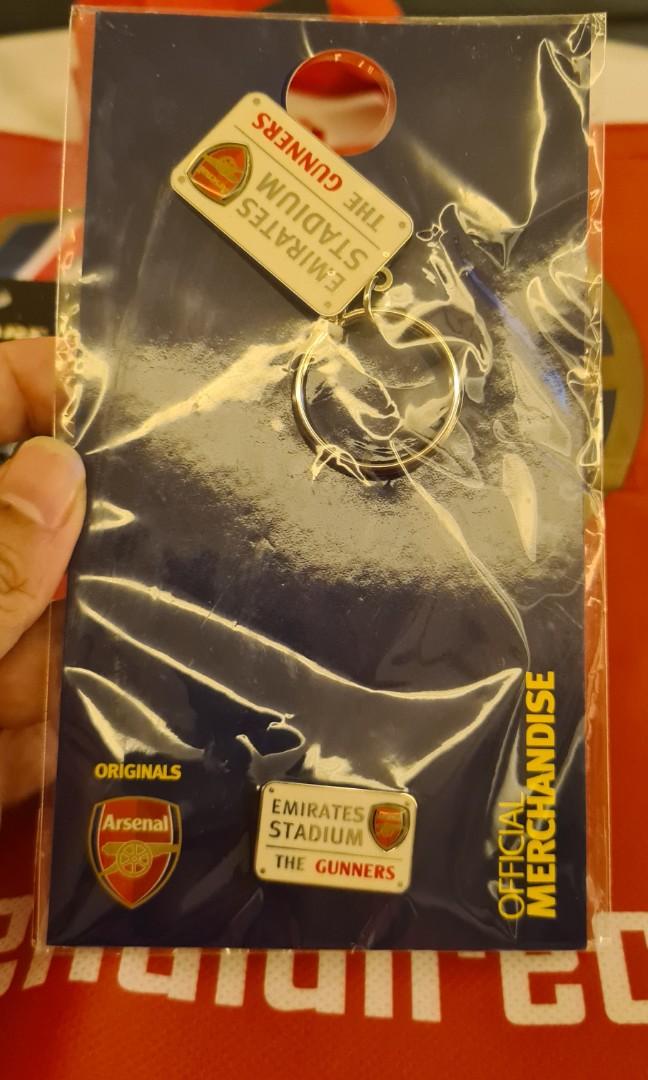 EMIRATES
STADIUM
THE GUNNERS
ORIGINALS
Arsenal
EMIRATES
STADIUM
THE GUNNERS
OFFICIAL
MERCHANDISE